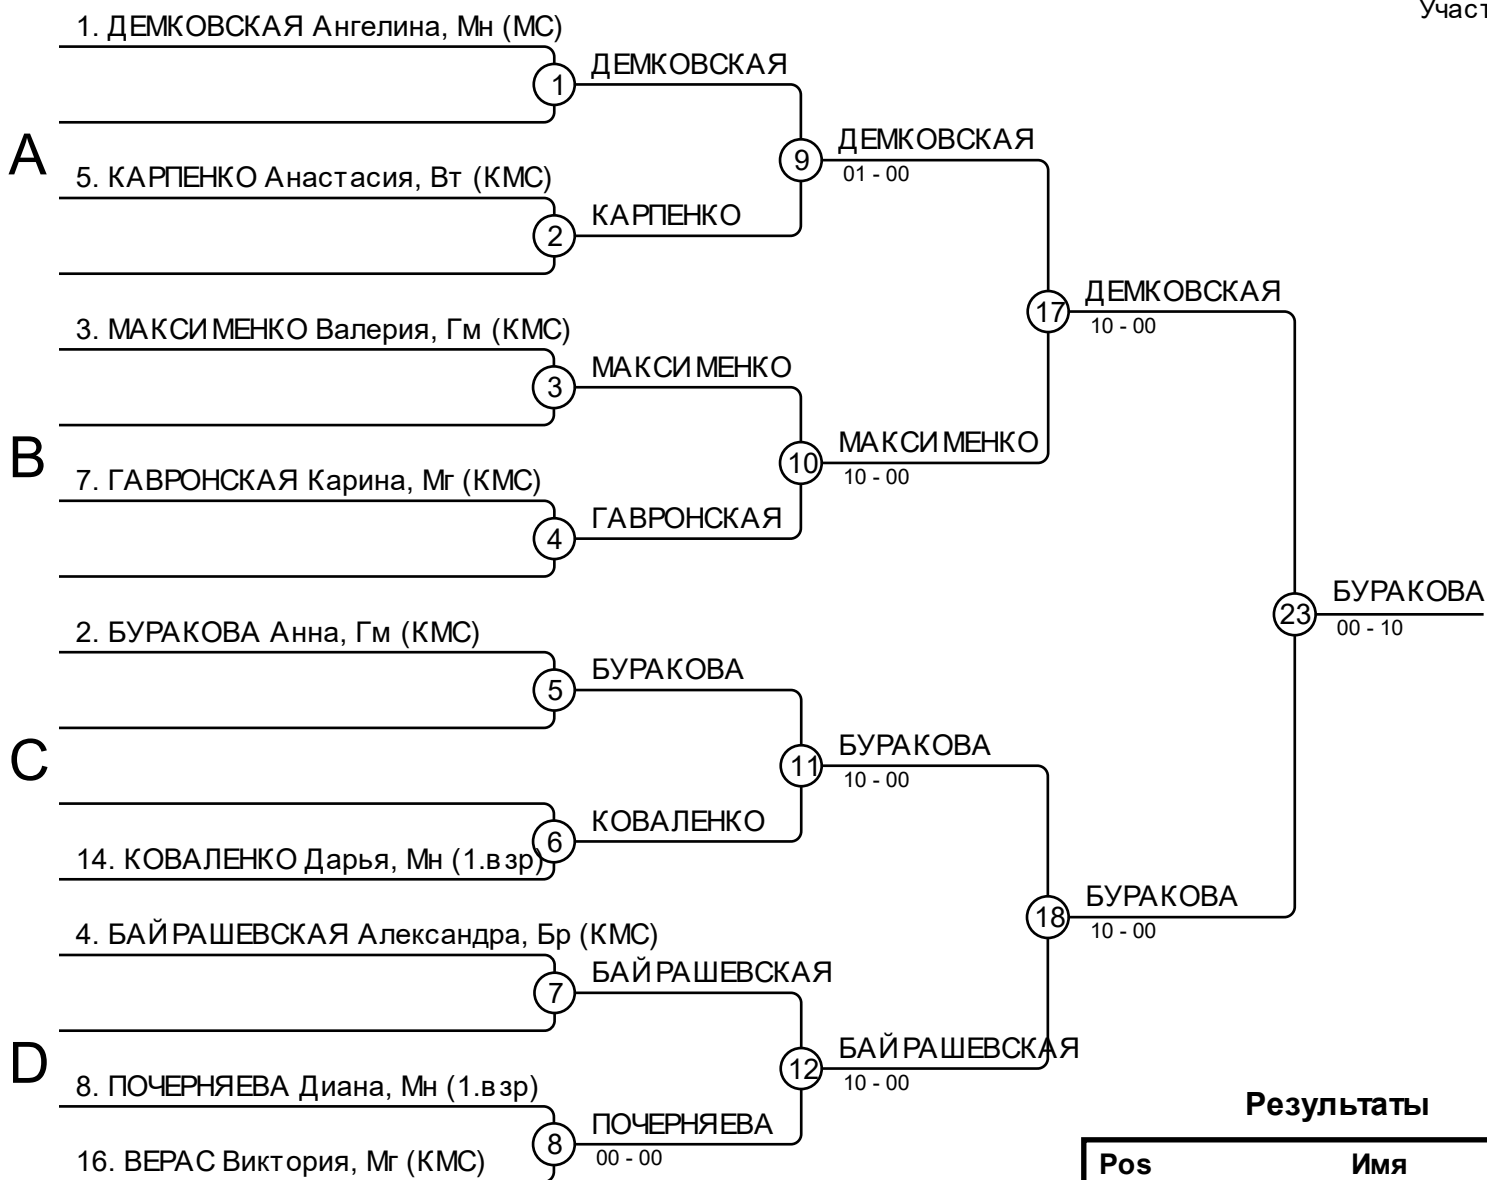 Участ
1. ДЕМКОВСКАЯ Ангелина, Мн (МС)
1
ДЕМКОВСКАЯ
A
9
ДЕМКОВСКАЯ
01 - 00
5. КАРПЕНКО Анастасия, Вт (КМС)
2
КАРПЕНКО
17
ДЕМКОВСКАЯ
10 - 00
3. МАКСИМЕНКО Валерия, Гм (КМС)
3
МАКСИМЕНКО
B
10
МАКСИМЕНКО
10 - 00
7. ГАВРОНСКАЯ Карина, Мг (КМС)
4
ГАВРОНСКАЯ
23
БУРАКОВА
00 - 10
2. БУРАКОВА Анна, Гм (КМС)
5
БУРАКОВА
C
11
БУРАКОВА
10 - 00
6
КОВАЛЕНКО
14. КОВАЛЕНКО Дарья, Мн (1.взр)
18
БУРАКОВА
10 - 00
4. БАЙРАШЕВСКАЯ Александра, Бр (КМС)
7
БАЙРАШЕВСКАЯ
D
12
БАЙРАШЕВСКАЯ
10 - 00
8. ПОЧЕРНЯЕВА Диана, Мн (1.взр)
8
ПОЧЕРНЯЕВА
00 - 00
16. ВЕРАС Виктория, Мг (КМС)
Результаты
Pos Имя